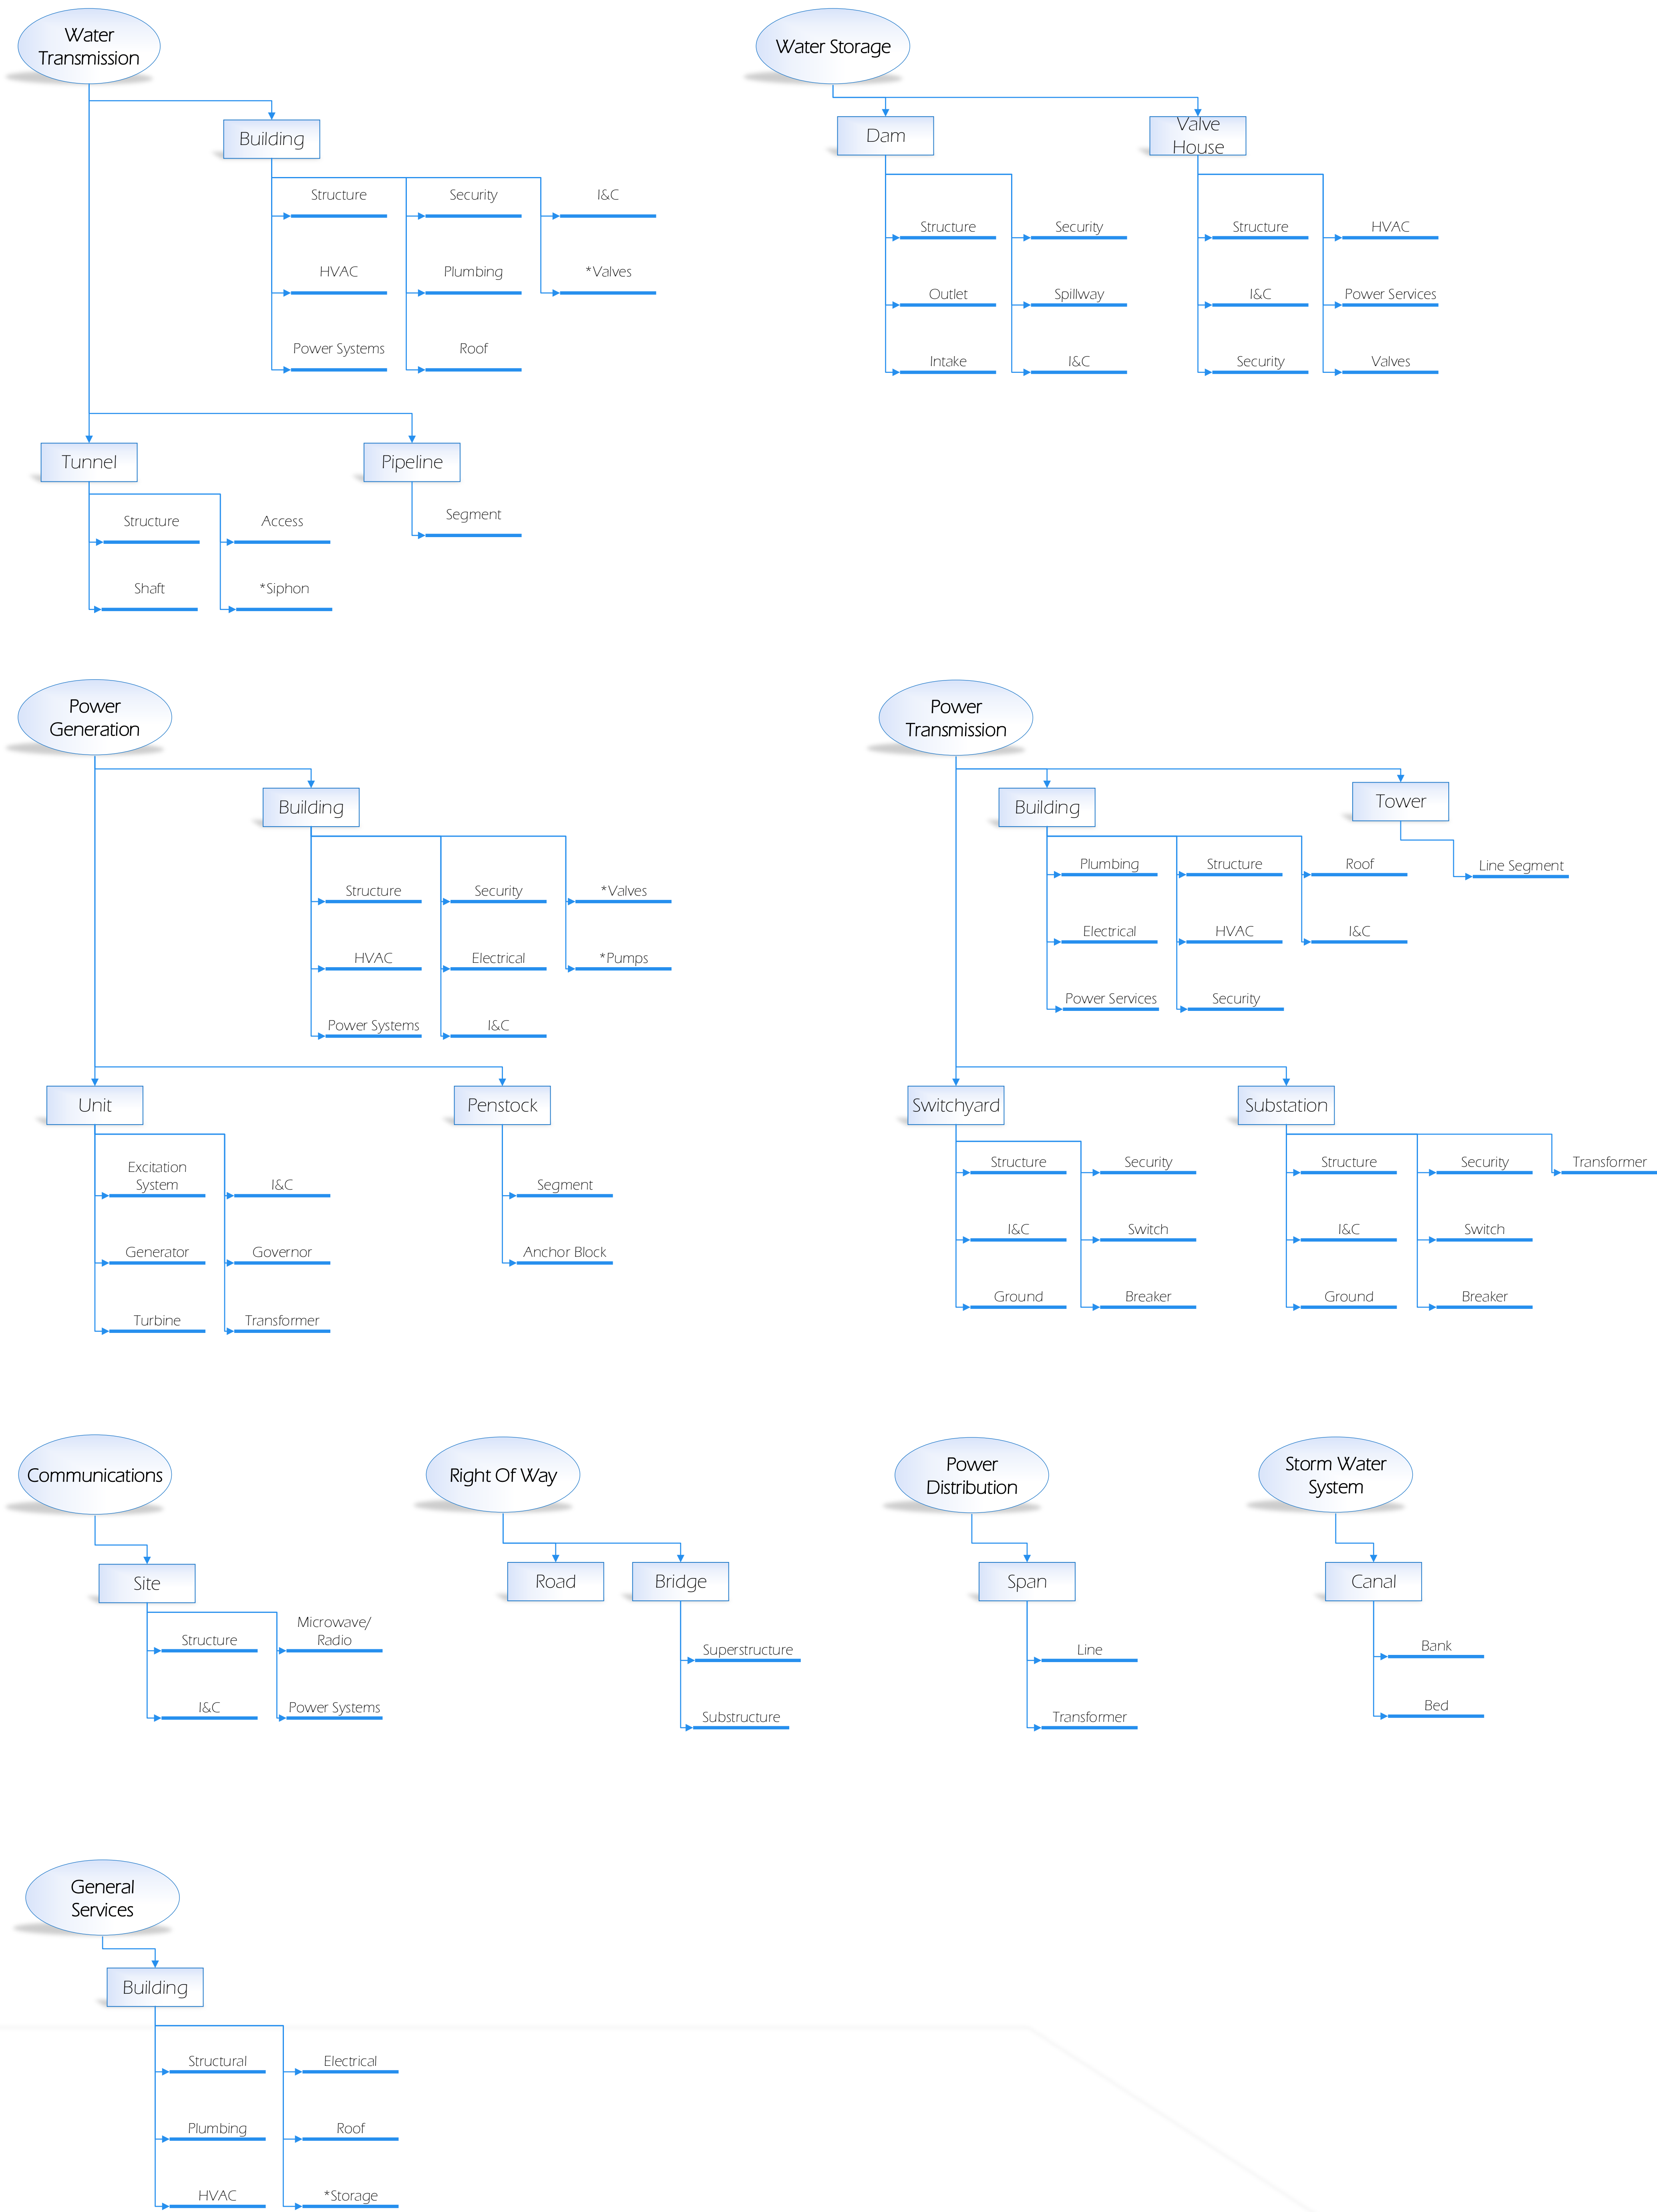 Water
Transmission
Building
Structure
Security
I&C
HVAC
Plumbing
*Valves
Power Systems
Roof
Tunnel
Structure
Access
Shaft
*Siphon
Pipeline
Segment
Water Storage
Dam
Structure
Security
Outlet
Spillway
Intake
I&C
Valve
House
Structure
HVAC
I&C
Power Services
Security
Valves
Power
Generation
Building
Structure
Security
*Valves
HVAC
Electrical
*Pumps
Power Systems
I&C
Unit
Excitation
System
I&C
Generator
Governor
Turbine
Transformer
Penstock
Segment
Anchor Block
Power
Transmission
Building
Plumbing
Structure
Roof
Electrical
HVAC
I&C
Power Services
Security
Tower
Line Segment
Switchyard
Structure
Security
I&C
Switch
Ground
Breaker
Substation
Structure
Security
Transformer
I&C
Switch
Ground
Breaker
Communications
Site
Structure
Microwave/
Radio
I&C
Power Systems
Right Of Way
Road
Bridge
Superstructure
Substructure
Power
Distribution
Span
Line
Transformer
Storm Water
System
Canal
Bank
Bed
General
Services
Building
Structural
Electrical
Plumbing
Roof
HVAC
*Storage